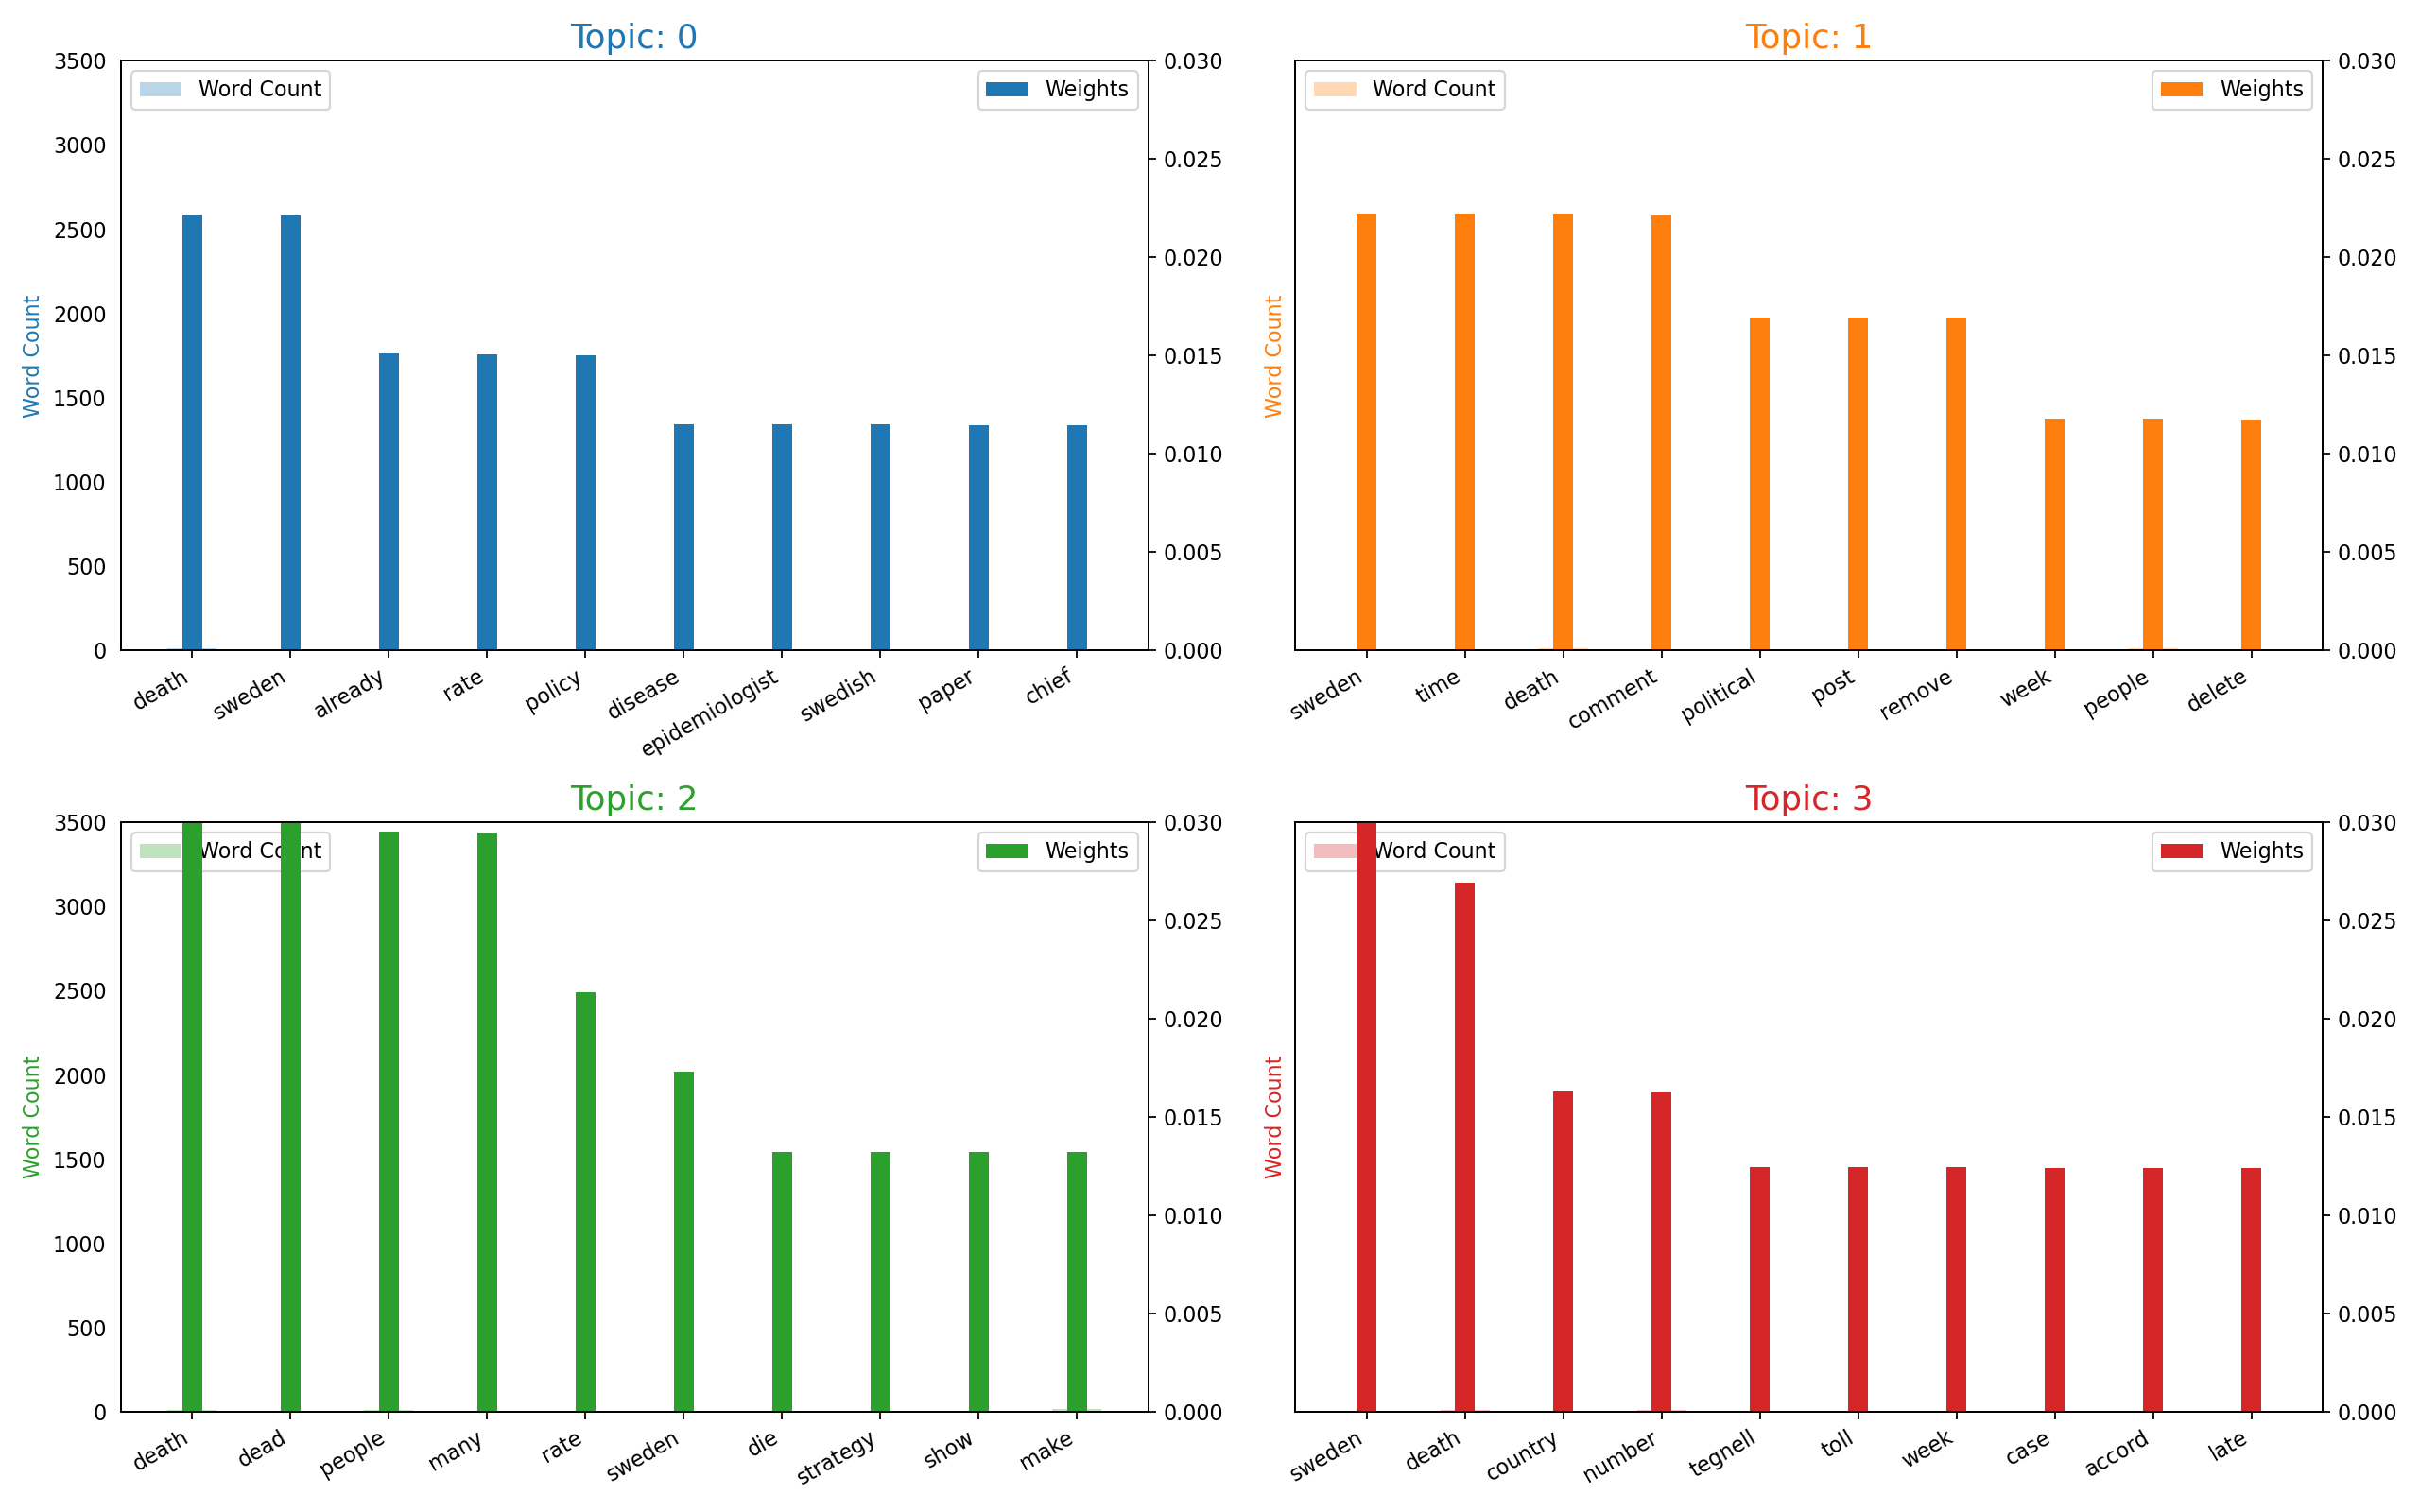 Topic: 0
Word Count
Weights
3500
3000
2500
2000
1500
1000
500
0
Word Count
0.030
0.025
0.020
0.015
0.010
0.005
0.000
death
sweden
already
rate
policy
disease
epidemiologist
swedish
paper
chief
Topic: 1
Word Count
Weights
Word Count
0.030
0.025
0.020
0.015
0.010
0.005
0.000
sweden
time
death
comment
political
post
remove
week
people
delete
Topic: 2
Word Count
Weights
3500
3000
2500
2000
1500
1000
500
0
Word Count
0.030
0.025
0.020
0.015
0.010
0.005
0.000
death
dead
people
many
rate
sweden
die
strategy
show
make
Topic: 3
Word Count
Weights
Word Count
0.030
0.025
0.020
0.015
0.010
0.005
0.000
sweden
death
country
number
tegnell
toll
week
case
accord
late